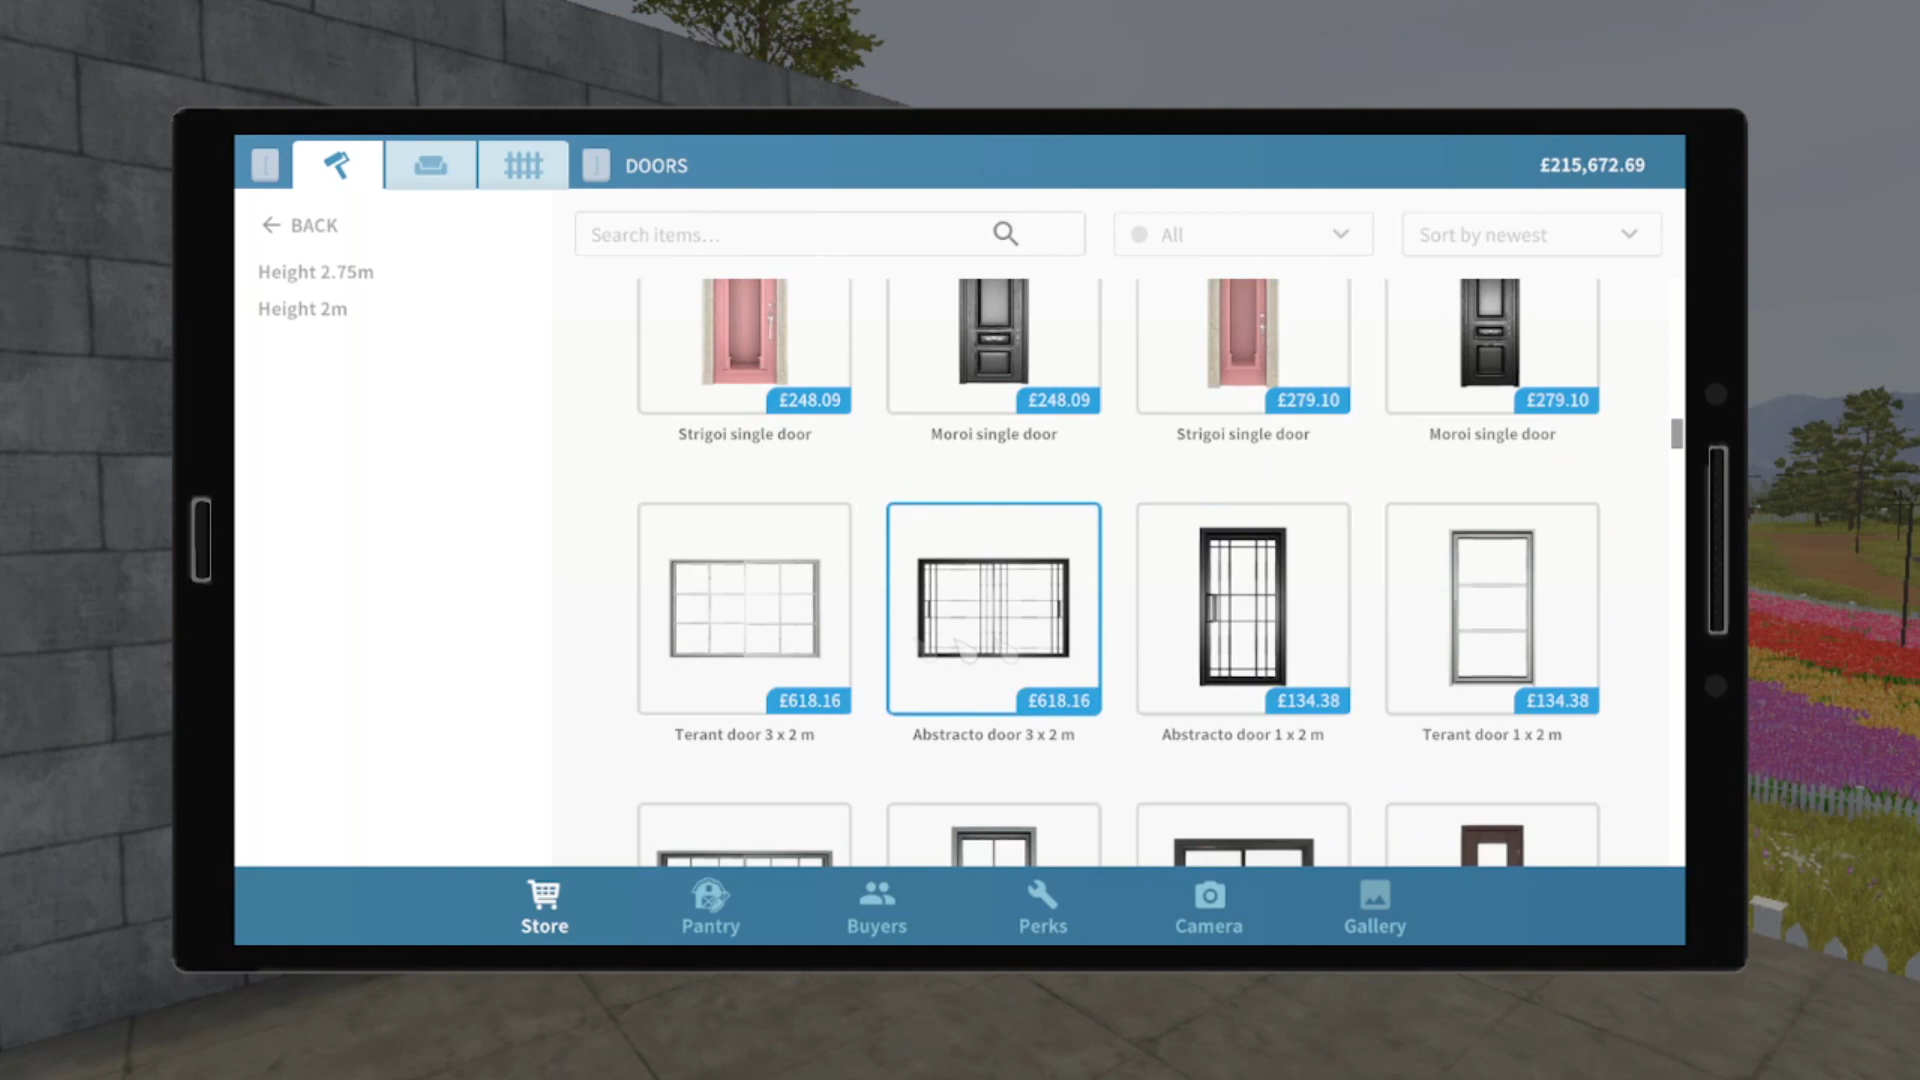 [
]
DOORS
£215,672.69
BACK
Height 2.75m
Height 2m
Search items...
All
Sort by newest
£248.09
£248.09
£279.10
£279.10
Strigoi single door
Moroi single door
Strigoi single door
Moroi single door
£618.16
£618.16
£134.38
£134.38
Terant door 3 x 2 m
Abstracto door 3 x 2 m
Abstracto door 1 x 2 m
Terant door 1 x 2 m
Store
Pantry
Buyers
Perks
Camera
Gallery